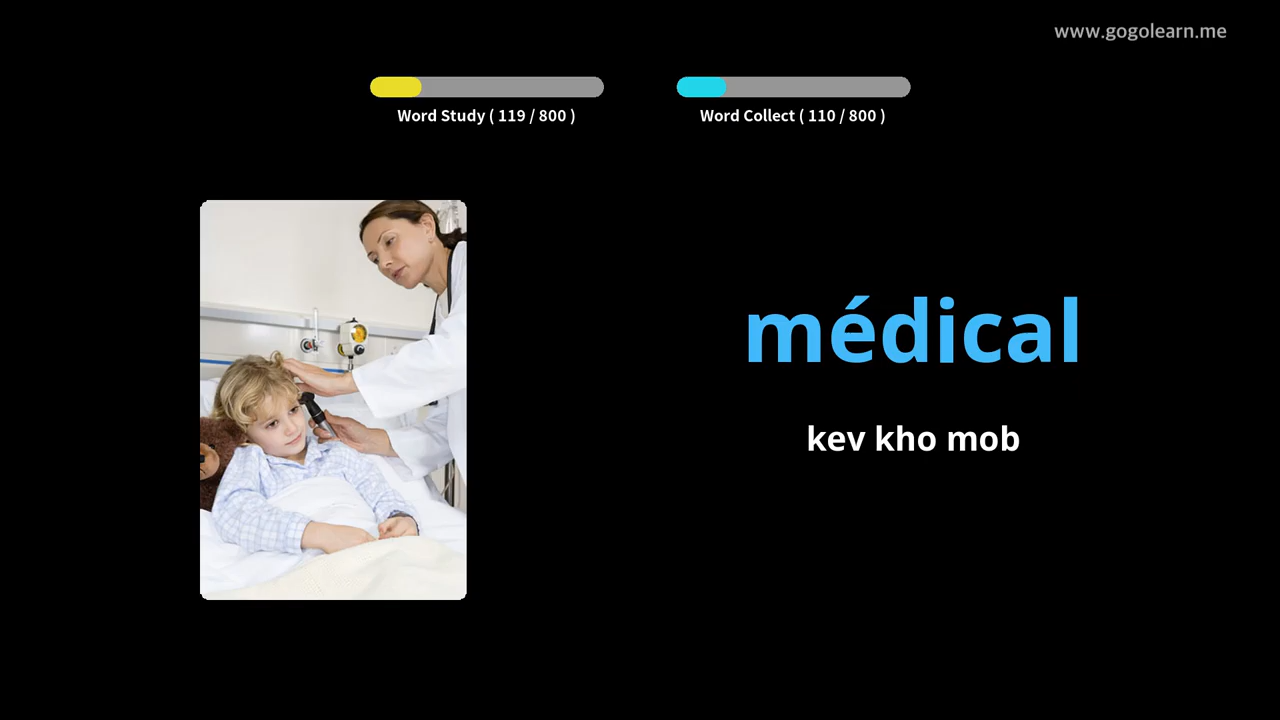 www.gogolearn.me
Word Study ( 119 / 800 )
Word Collect ( 110 / 800 )
médical
kev kho mob